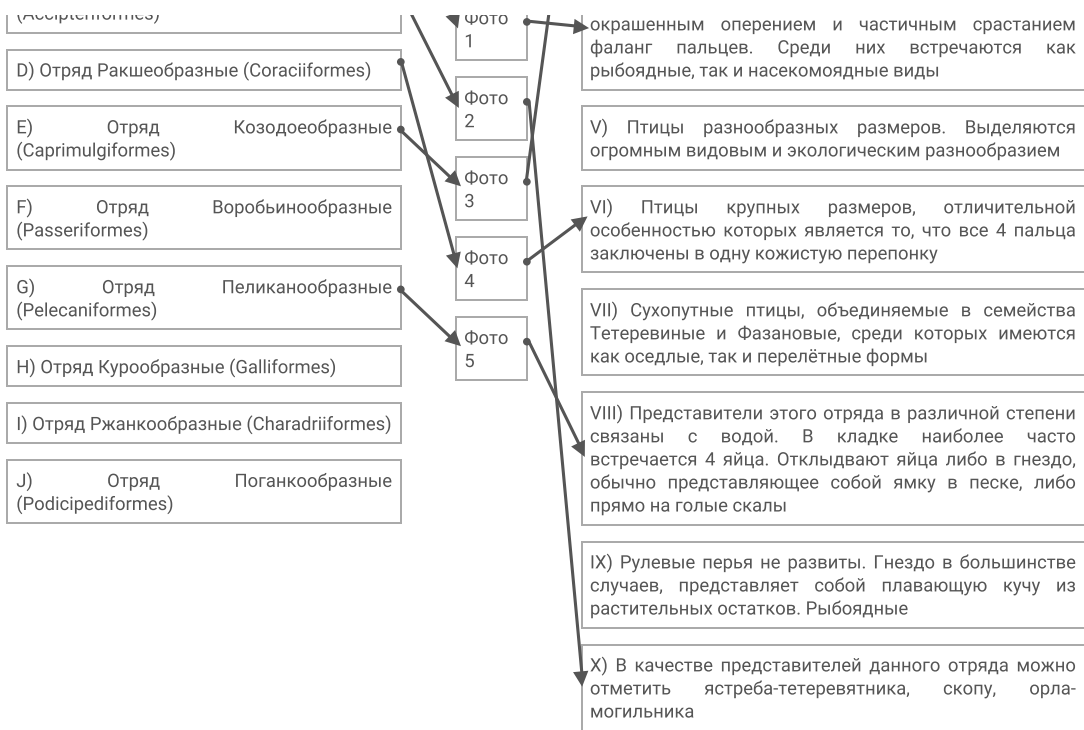 (Accipiteriformes)
D) Отряд Ракшеобразные (Coraciiformes)
E) Отряд Козодоеобразные
(Caprimulgiformes)
F) Отряд Воробьинообразные
(Passeriformes)
G) Отряд Пеликанообразные
(Pelecaniformes)
H) Отряд Курообразные (Galliformes)
I) Отряд Ржанкообразные (Charadriiformes)
J) Отряд Поганкообразные
(Podicipediformes)
Фото
1
Фото
2
Фото
3
Фото
4
Фото
5
окрашенным оперением и частичным срастанием
фаланг пальцев. Среди них встречаются как
рыбоядные, так и насекомоядные виды
V) Птицы разнообразных размеров. Выделяются
огромным видовым и экологическим разнообразием
VI) Птицы крупных размеров, отличительной
особенностью которых является то, что все 4 пальца
заключены в одну кожистую перепонку
VII) Сухопутные птицы, объединяемые в семейства
Тетеревиные и Фазановые, среди которых имеются
как оседлые, так и перелётные формы
VIII) Представители этого отряда в различной степени
связаны с водой. В кладке наиболее часто
встречается 4 яйца. Отклыдвают яйца либо в гнездо,
обычно представляющее собой ямку в песке, либо
прямо на голые скалы
IX) Рулевые перья не развиты. Гнездо в большинстве
случаев, представляет собой плавающую кучу из
растительных остатков. Рыбоядные
X) В качестве представителей данного отряда можно
отметить ястреба-тетеревятника, скопу, орла-
могильника